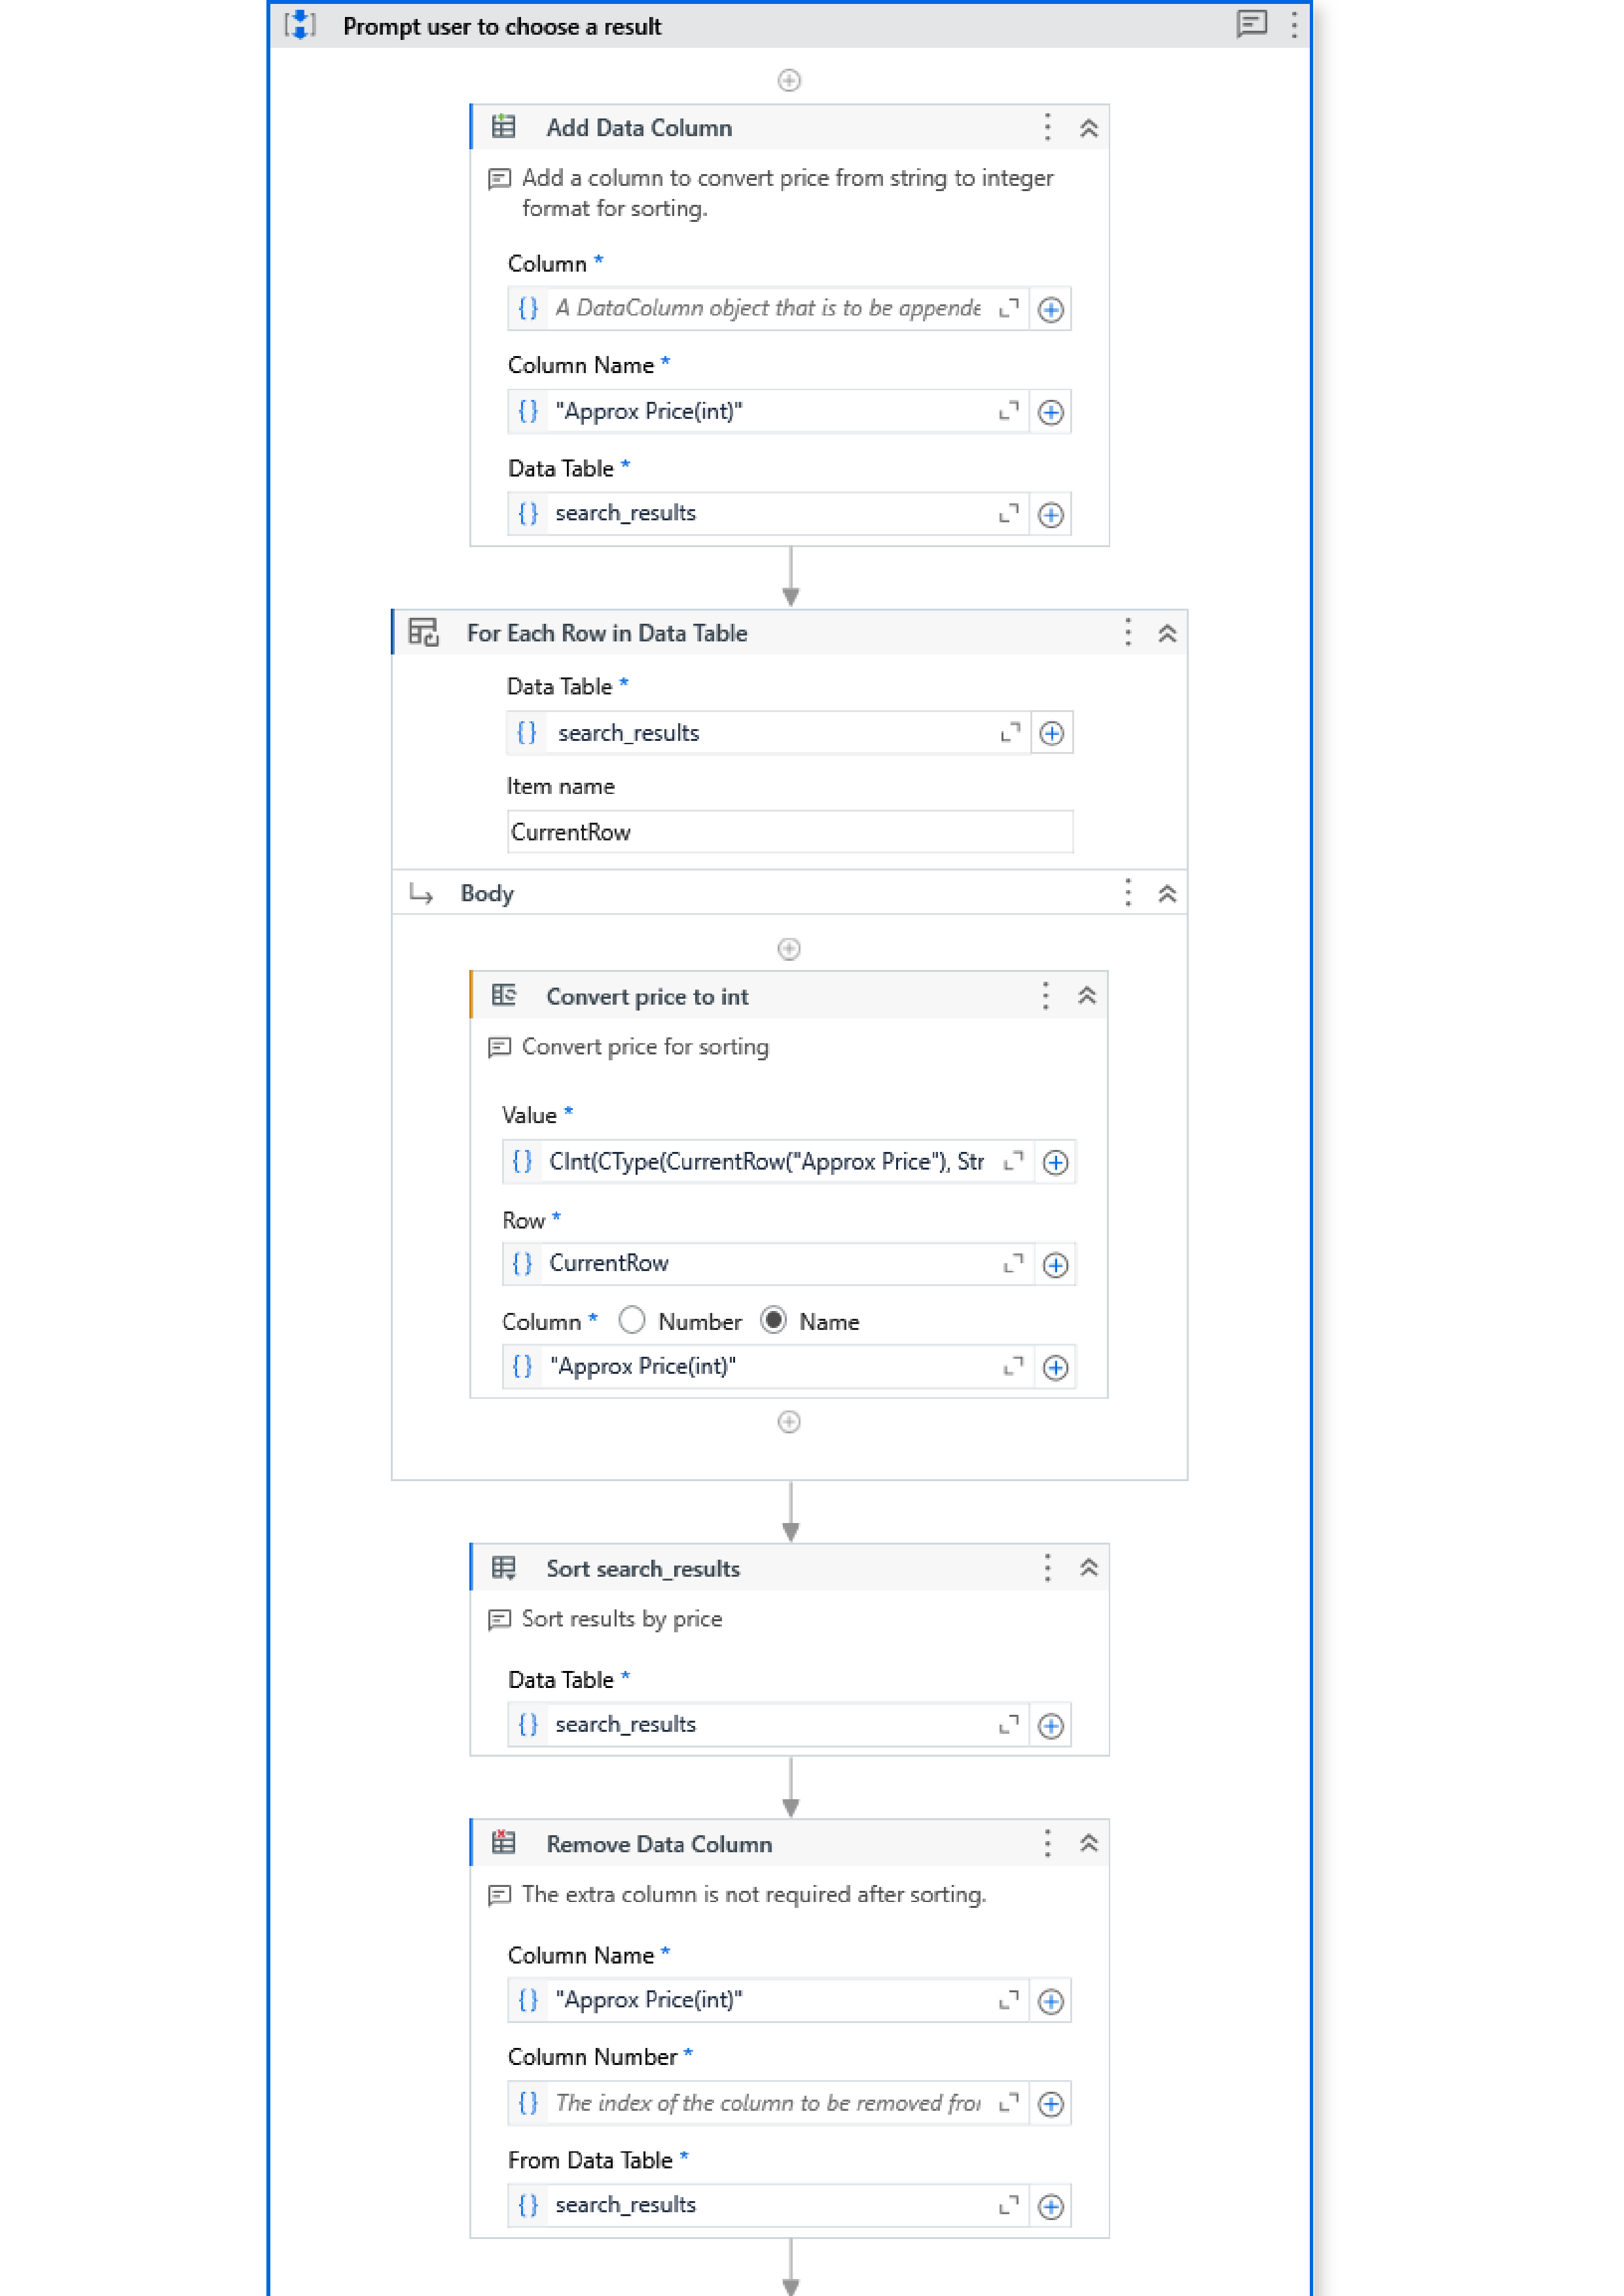 Prompt user to choose a result
Add Data Column
Add a column to convert price from string to integer
format for sorting.
Column *
{} A DataColumn object that is to be appende
Column Name *
{} "Approx Price(int)"
Data Table *
{} search_results
For Each Row in Data Table
Data Table *
{} search_results
Item name
CurrentRow
Body
Convert price to int
Convert price for sorting
Value *
{} CInt(CType(CurrentRow("Approx Price"), Str
Row *
{} CurrentRow
Column * Number Name
{} "Approx Price(int)"
Sort search_results
Sort results by price
Data Table *
{} search_results
Remove Data Column
The extra column is not required after sorting.
Column Name *
{} "Approx Price(int)"
Column Number *
{} The index of the column to be removed from
From Data Table *
{} search_results